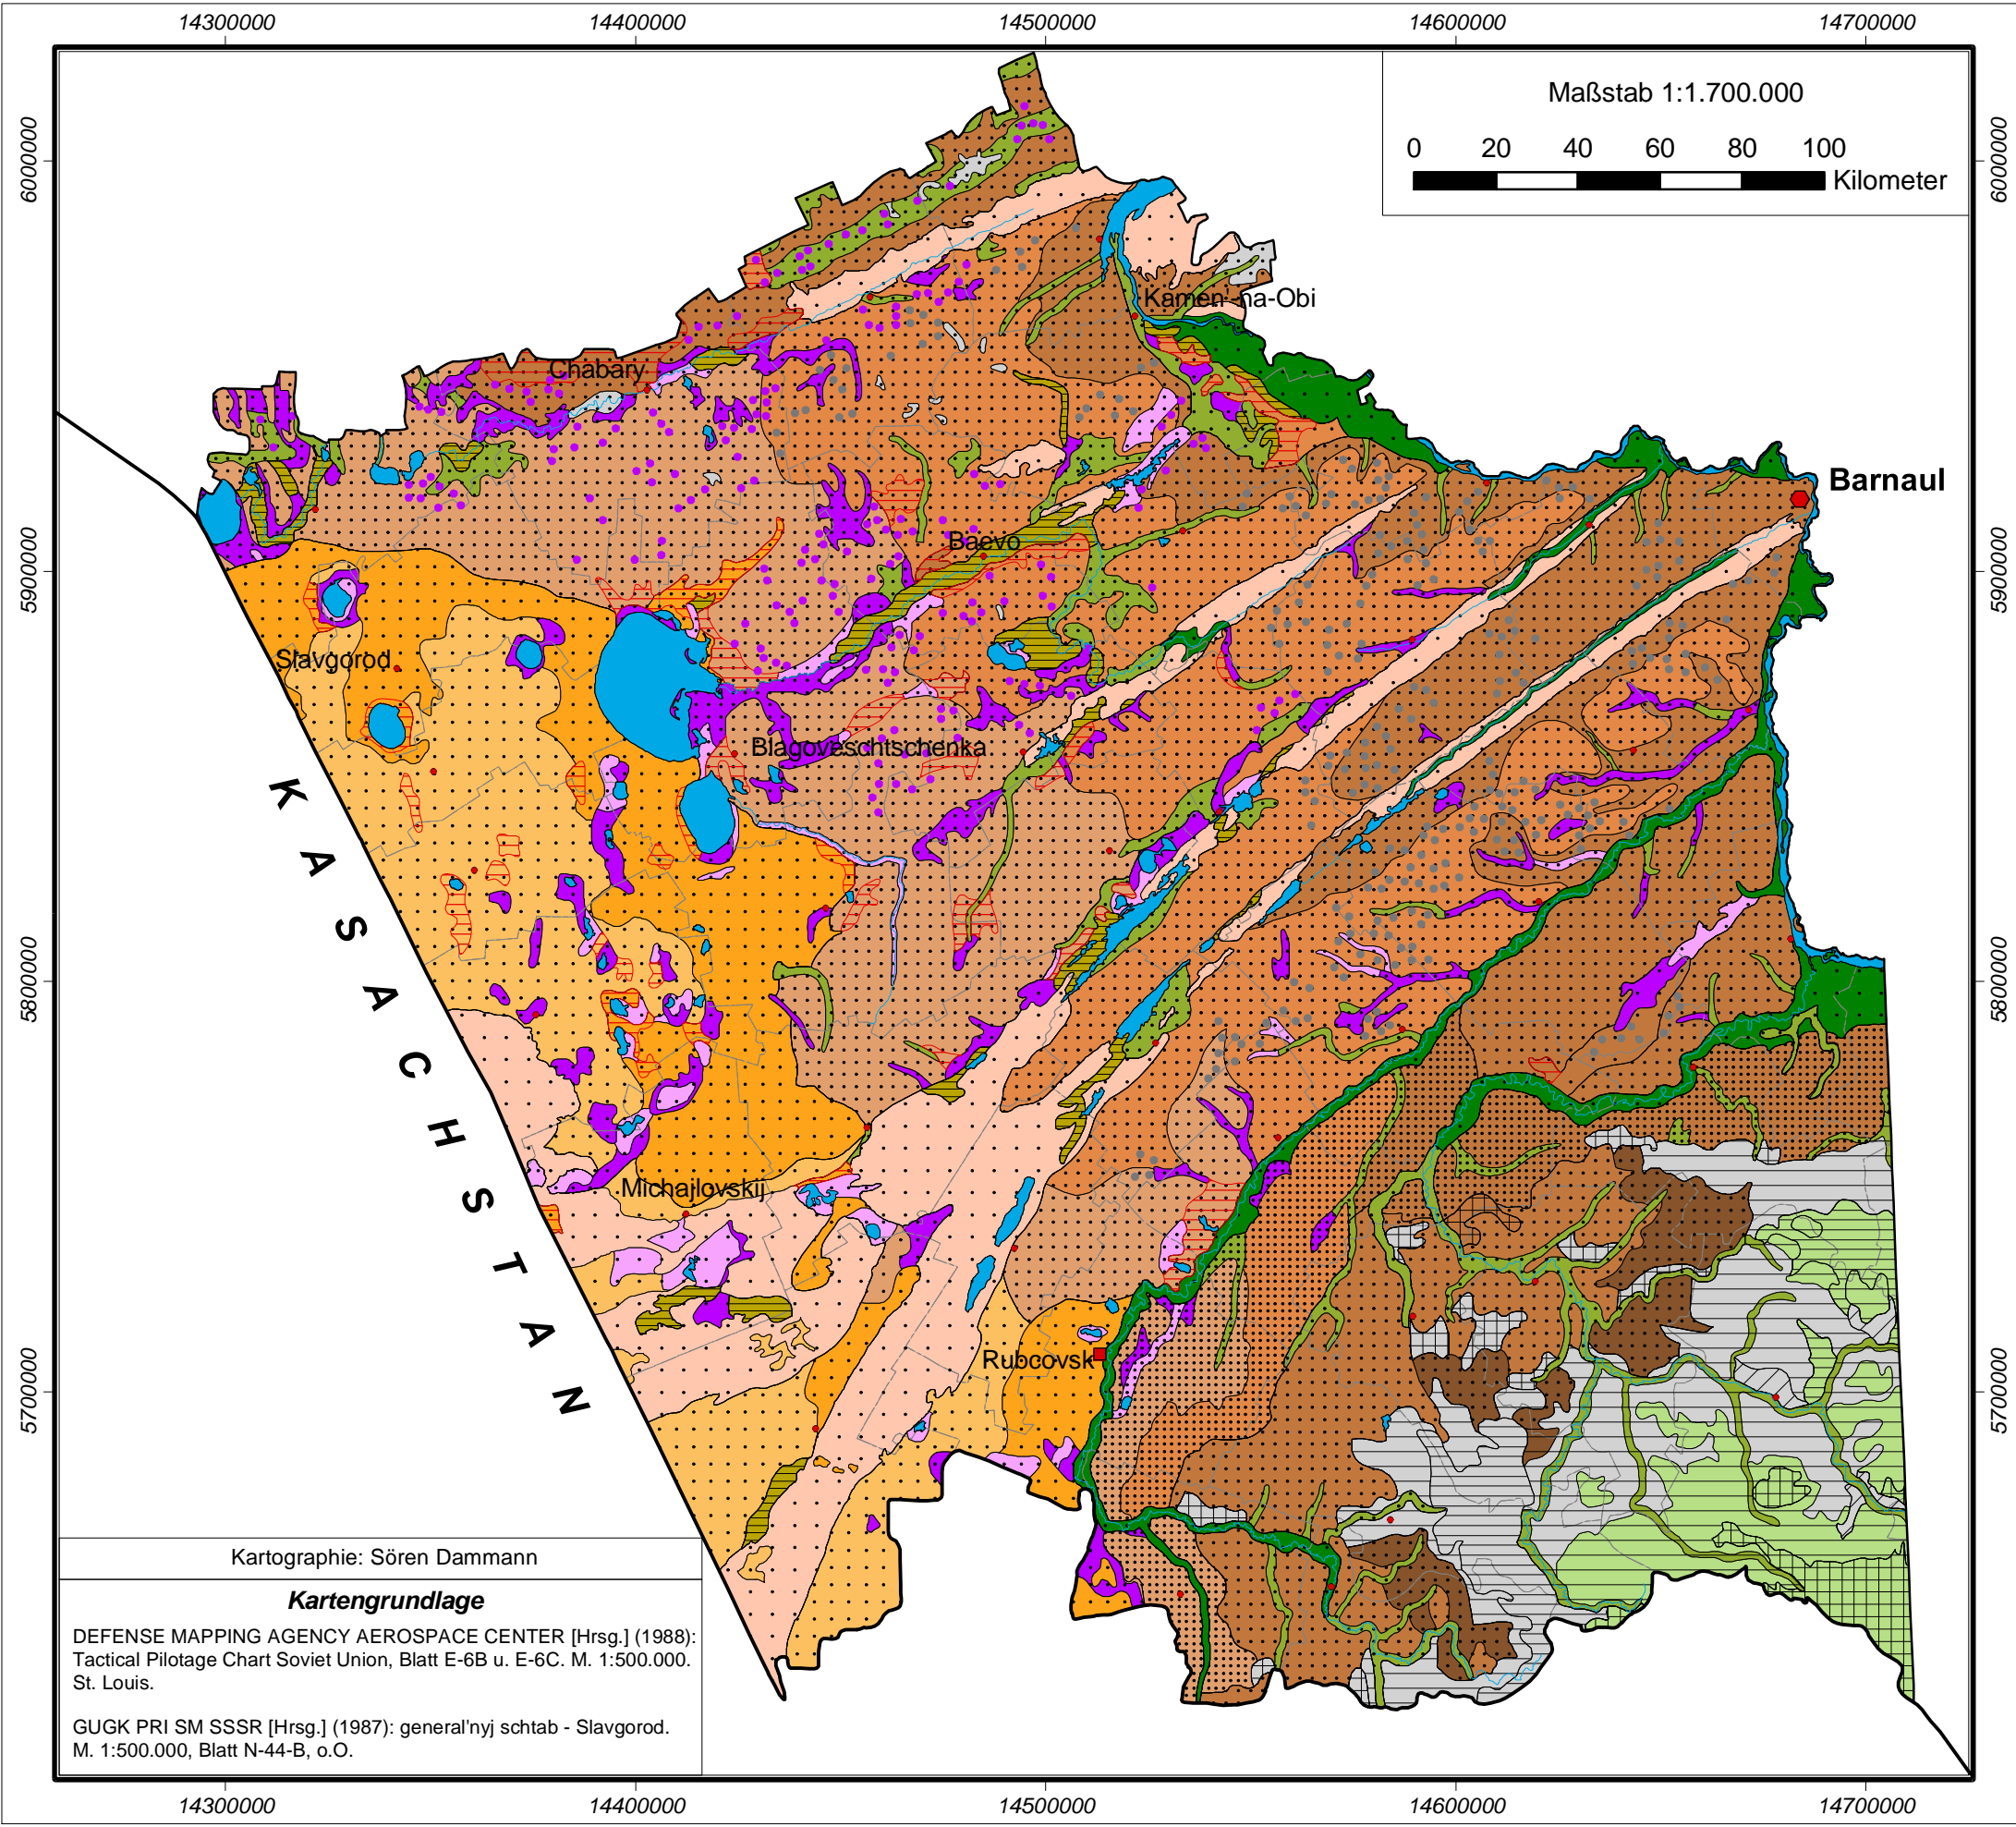 14300000 14400000 14500000 14600000 14700000
Maßstab 1:1.700.000
0 20 40 60 80 100
Kilometer
6000000 6000000
Kamen'-na-Obi
Chabary
Barnaul
Baevo
5900000 5900000
Slavgorod
Blagoveschtschenka
KASACHSTAN
5800000 5800000
Michajlovskij
Rubcovsk
5700000 5700000
Kartographie: Sören Dammann
Kartengrundlage
DEFENSE MAPPING AGENCY AEROSPACE CENTER [Hrsg.] (1988):
Tactical Pilotage Chart Soviet Union, Blatt E-6B u. E-6C. M. 1:500.000.
St. Louis.
GUGK PRI SM SSSR [Hrsg.] (1987): general'nyj schtab - Slavgorod.
M. 1:500.000, Blatt N-44-B, o.O.
14300000 14400000 14500000 14600000 14700000